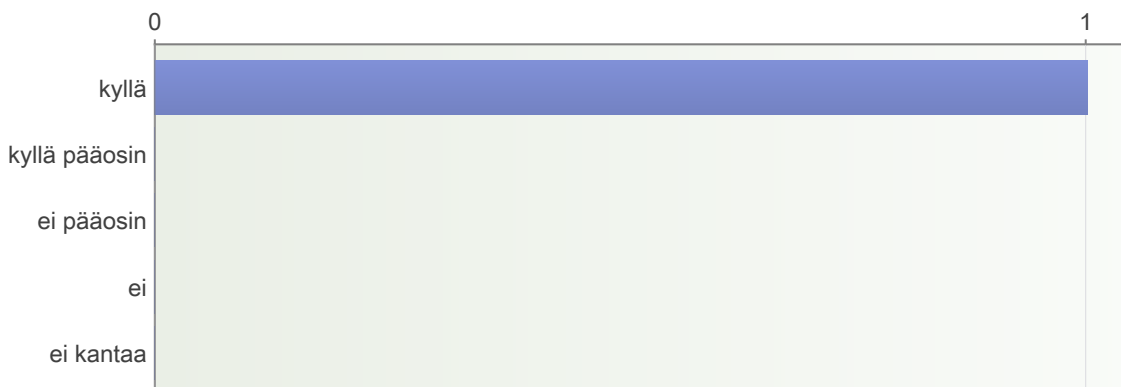 0 1
kyllä
kyllä pääosin
ei pääosin
ei
ei kantaa